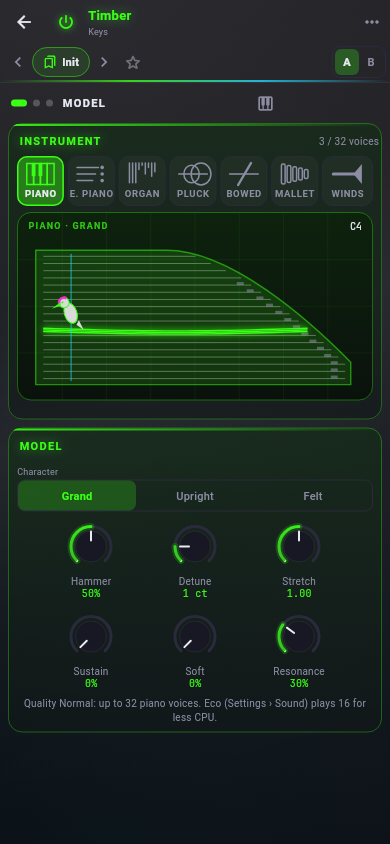 Timber
Keys
Init
A B
MODEL
INSTRUMENT 3 / 32 voices
PIANO E. PIANO ORGAN PLUCK BOWED MALLET WINDS
PIANO · GRAND C4
MODEL
Character
Grand Upright Felt
Hammer Detune Stretch
50% 1 ct 1.00
Sustain Soft Resonance
0% 0% 30%
Quality Normal: up to 32 piano voices. Eco (Settings › Sound) plays 16 for
less CPU.